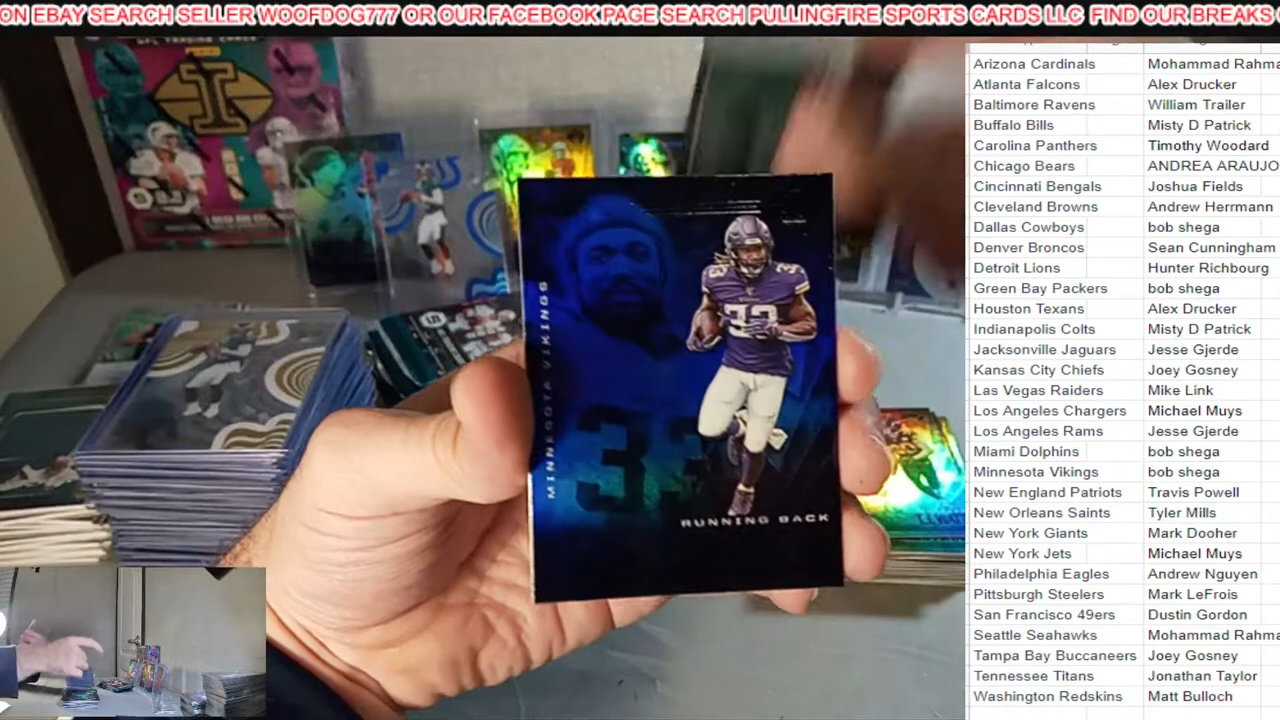 ON EBAY SEARCH SELLER WOOFDOG777 OR OUR FACEBOOK PAGE SEARCH PULLINGFIRE SPORTS CARDS LLC FIND OUR BREAKS
Arizona Cardinals Mohammad Rahma
Atlanta Falcons Alex Drucker
Baltimore Ravens William Trailer
Buffalo Bills Misty D Patrick
Carolina Panthers Timothy Woodard
Chicago Bears ANDREA ARAUJO
Cincinnati Bengals Joshua Fields
Cleveland Browns Andrew Herrmann
Dallas Cowboys bob shega
Denver Broncos Sean Cunningham
Detroit Lions Hunter Richbourg
Green Bay Packers bob shega
Houston Texans Alex Drucker
Indianapolis Colts Misty D Patrick
Jacksonville Jaguars Jesse Gjerde
Kansas City Chiefs Joey Gosney
Las Vegas Raiders Mike Link
Los Angeles Chargers Michael Muys
Los Angeles Rams Jesse Gjerde
Miami Dolphins bob shega
Minnesota Vikings bob shega
New England Patriots Travis Powell
New Orleans Saints Tyler Mills
New York Giants Mark Dooher
New York Jets Michael Muys
Philadelphia Eagles Andrew Nguyen
Pittsburgh Steelers Mark LeFrois
San Francisco 49ers Dustin Gordon
Seattle Seahawks Mohammad Rahma
Tampa Bay Buccaneers Joey Gosney
Tennessee Titans Jonathan Taylor
Washington Redskins Matt Bulloch
MINNESOTA VIKINGS
33
33
33
RUNNING BACK
I